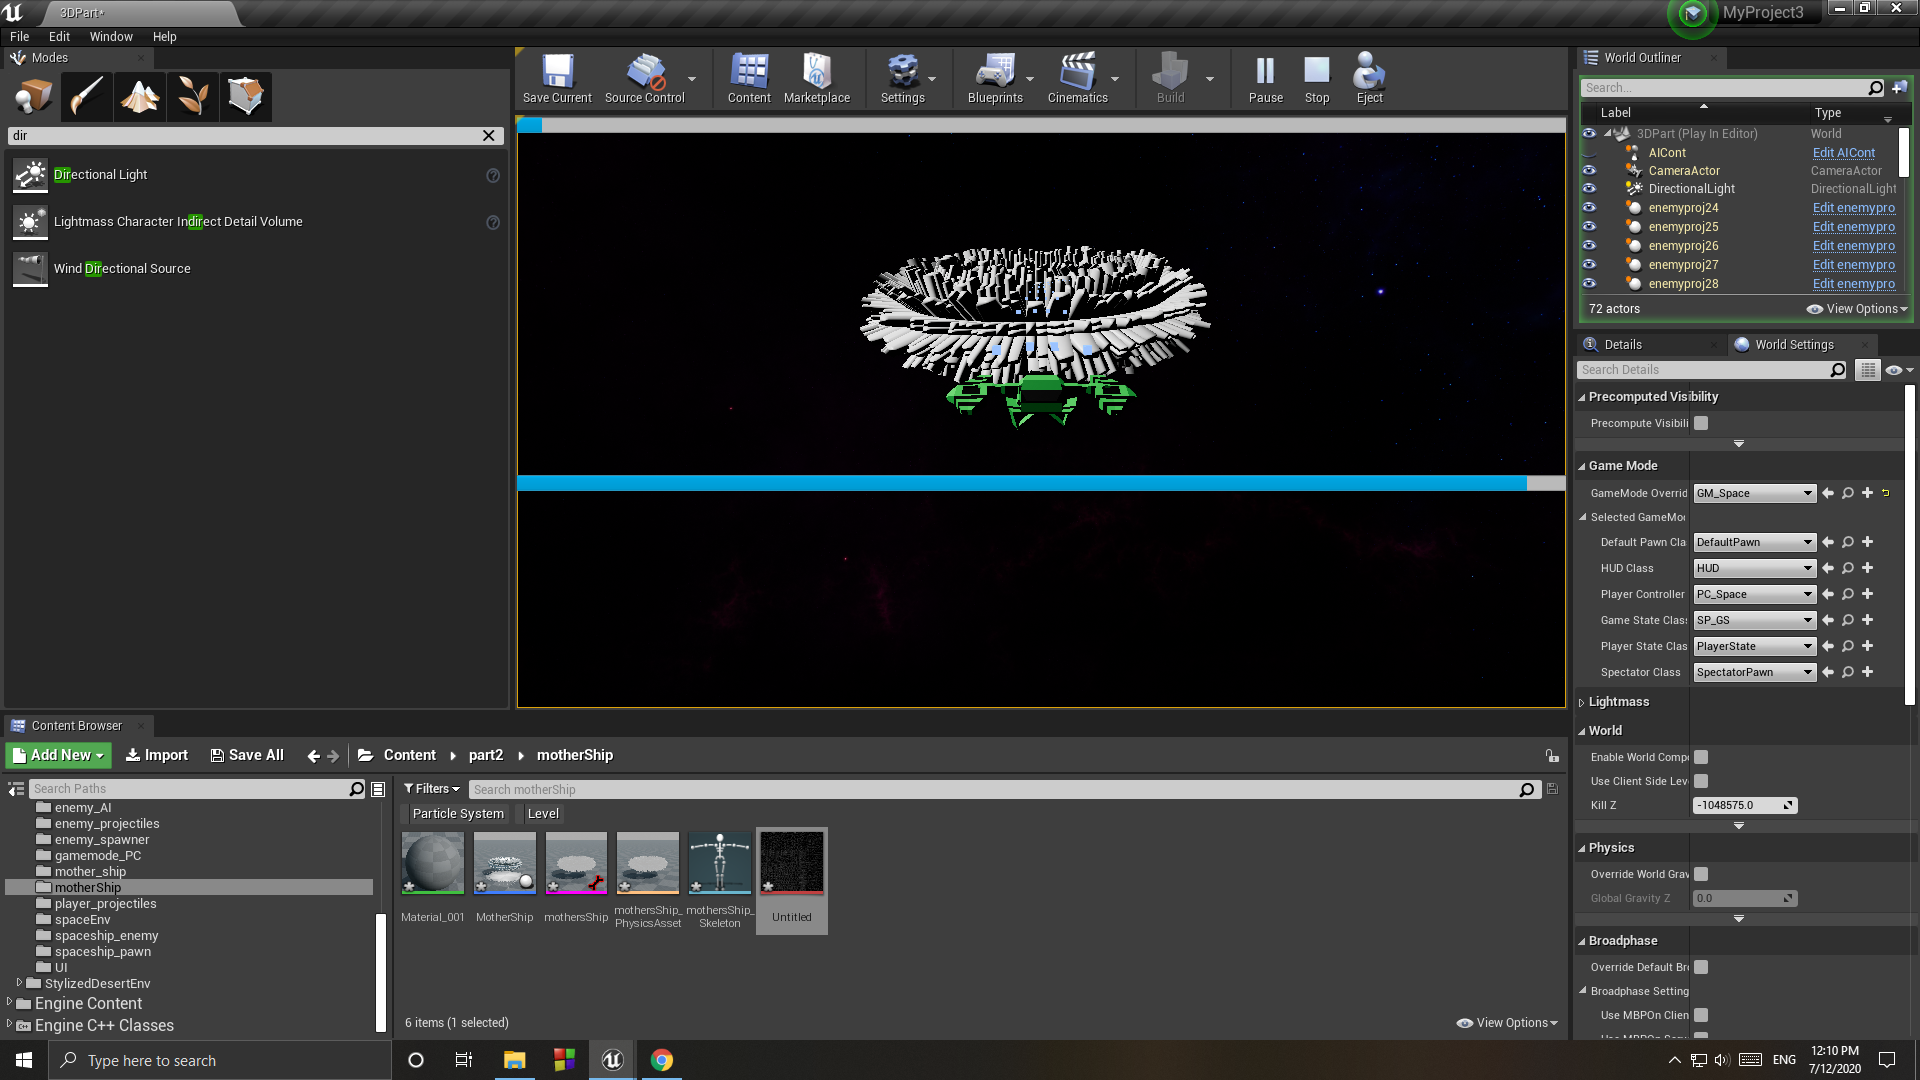 3DPart*
MyProject3
File Edit Window Help
Modes
dir
Directional Light
Lightmass Character Indirect Detail Volume
Wind Directional Source
Save Current
Source Control
Content
Marketplace
Settings
Blueprints
Cinematics
Build
Pause
Stop
Eject
World Outliner
Search...
Label Type
3DPart (Play In Editor) World
AICont Edit AICont
CameraActor CameraActor
DirectionalLight DirectionalLight
enemyproj24 Edit enemypro
enemyproj25 Edit enemypro
enemyproj26 Edit enemypro
enemyproj27 Edit enemypro
enemyproj28 Edit enemypro
72 actors View Options
Details World Settings
Search Details
Precomputed Visibility
Precompute Visibili
Game Mode
GameMode Overrid GM_Space
Selected GameMo
Default Pawn Cla DefaultPawn
HUD Class HUD
Player Controller PC_Space
Game State Clas SP_GS
Player State Clas PlayerState
Spectator Class SpectatorPawn
Lightmass
World
Enable World Comp
Use Client Side Leve
Kill Z -1048575.0
Physics
Override World Grav
Global Gravity Z 0.0
Broadphase
Override Default Br
Broadphase Setting
Use MBPOn Clien
Content Browser
Add New Import Save All Content part2 motherShip
Search Paths
enemy_AI
enemy_projectiles
enemy_spawner
gamemode_PC
mother_ship
motherShip
player_projectiles
spaceEnv
spaceship_enemy
spaceship_pawn
UI
StylizedDesertEnv
Engine Content
Engine C++ Classes
Filters Search motherShip
Particle System Level
Material_001
MotherShip
mothersShip
mothersShip_
PhysicsAsset
mothersShip_
Skeleton
Untitled
6 items (1 selected) View Options
Type here to search
ENG
12:10 PM
7/12/2020